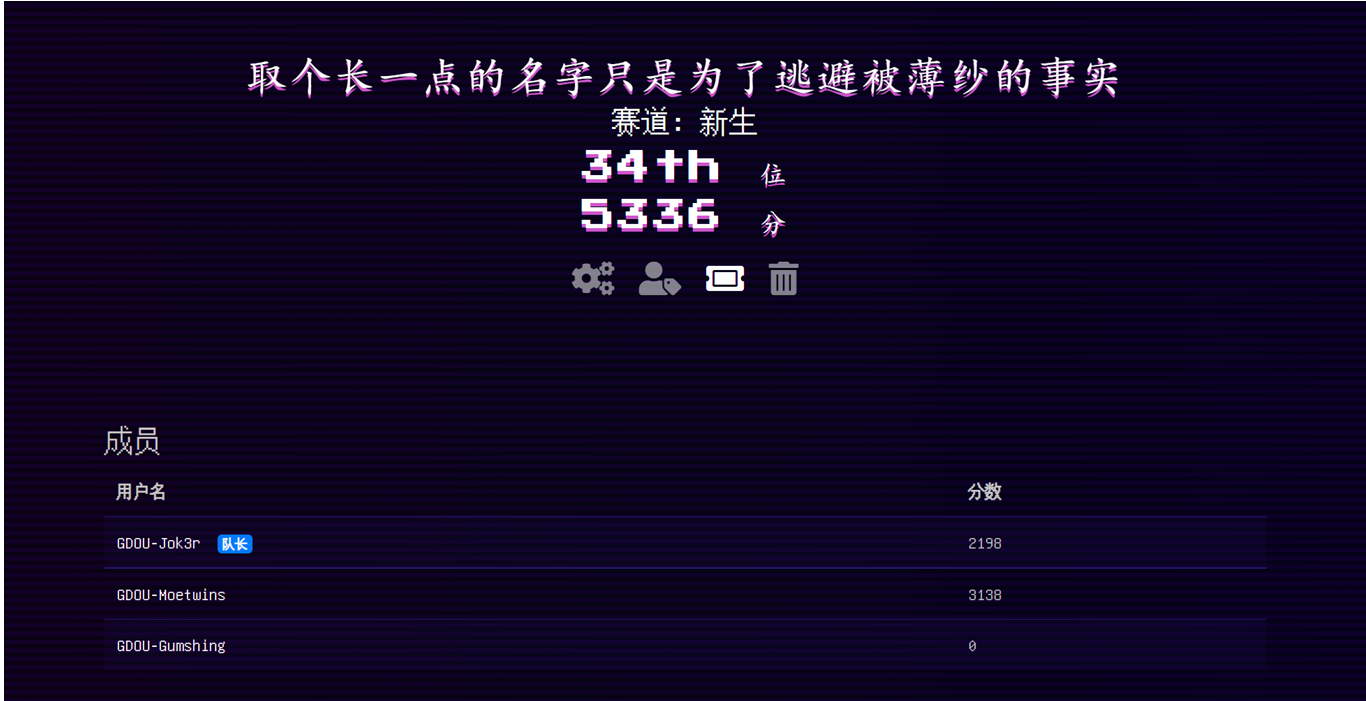 取个长一点的名字只是为了逃避被薄纱的事实
赛道：新生
34th 位
5336 分
成员
用户名 分数
GDOU-Jok3r 队长 2198
GDOU-Moetwins 3138
GDOU-Gumshing 0